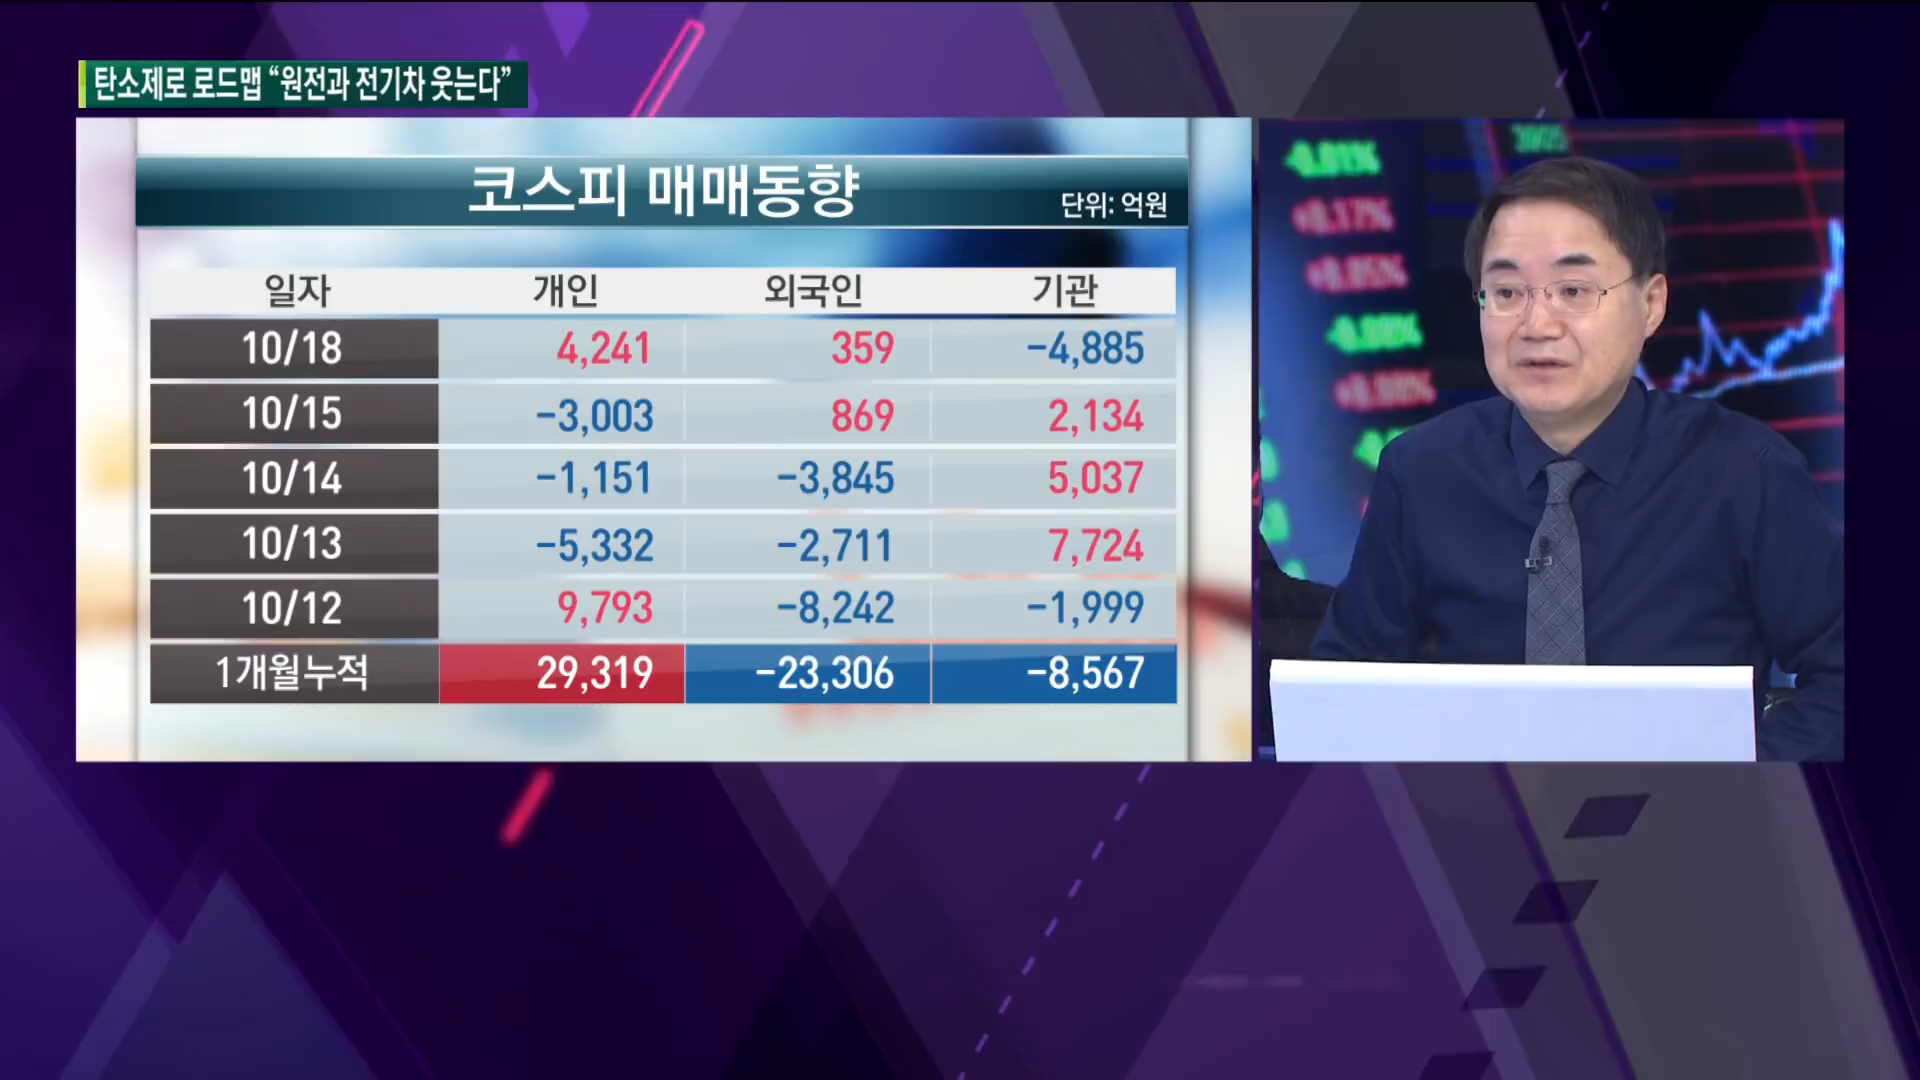 탄소제로 로드맵 “원전과 전기차 웃는다”
코스피 매매동향
단위: 억원
일자 개인 외국인 기관
10/18 4,241 359 -4,885
10/15 -3,003 869 2,134
10/14 -1,151 -3,845 5,037
10/13 -5,332 -2,711 7,724
10/12 9,793 -8,242 -1,999
1개월누적 29,319 -23,306 -8,567
+0.17%
+0.05%